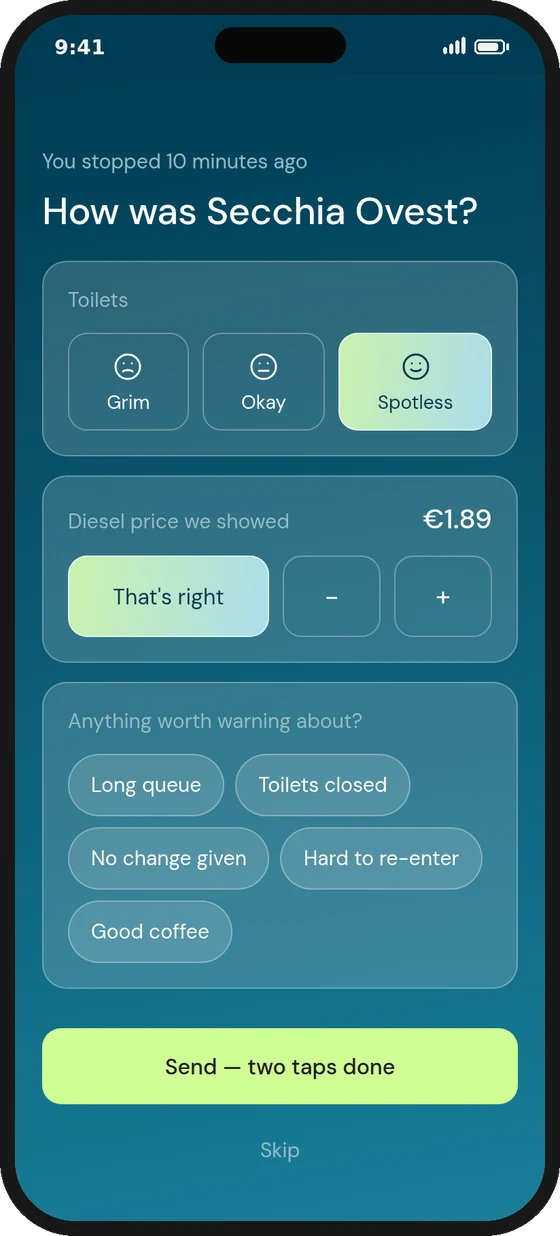 9:41
You stopped 10 minutes ago
How was Secchia Ovest?
Toilets
Grim Okay Spotless
Diesel price we showed €1.89
That's right − +
Anything worth warning about?
Long queue Toilets closed
No change given Hard to re-enter
Good coffee
Send — two taps done
Skip